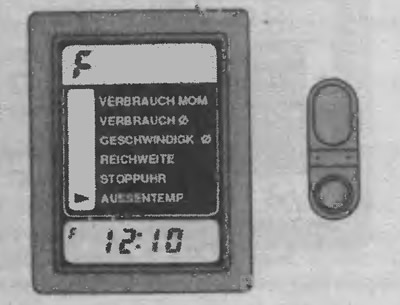 F
VERBRAUCH MOM
VERBRAUCH Ø
GESCHWINDIGK Ø
REICHWEITE
STOPPUHR
AUSSENTEMP
F 12:10